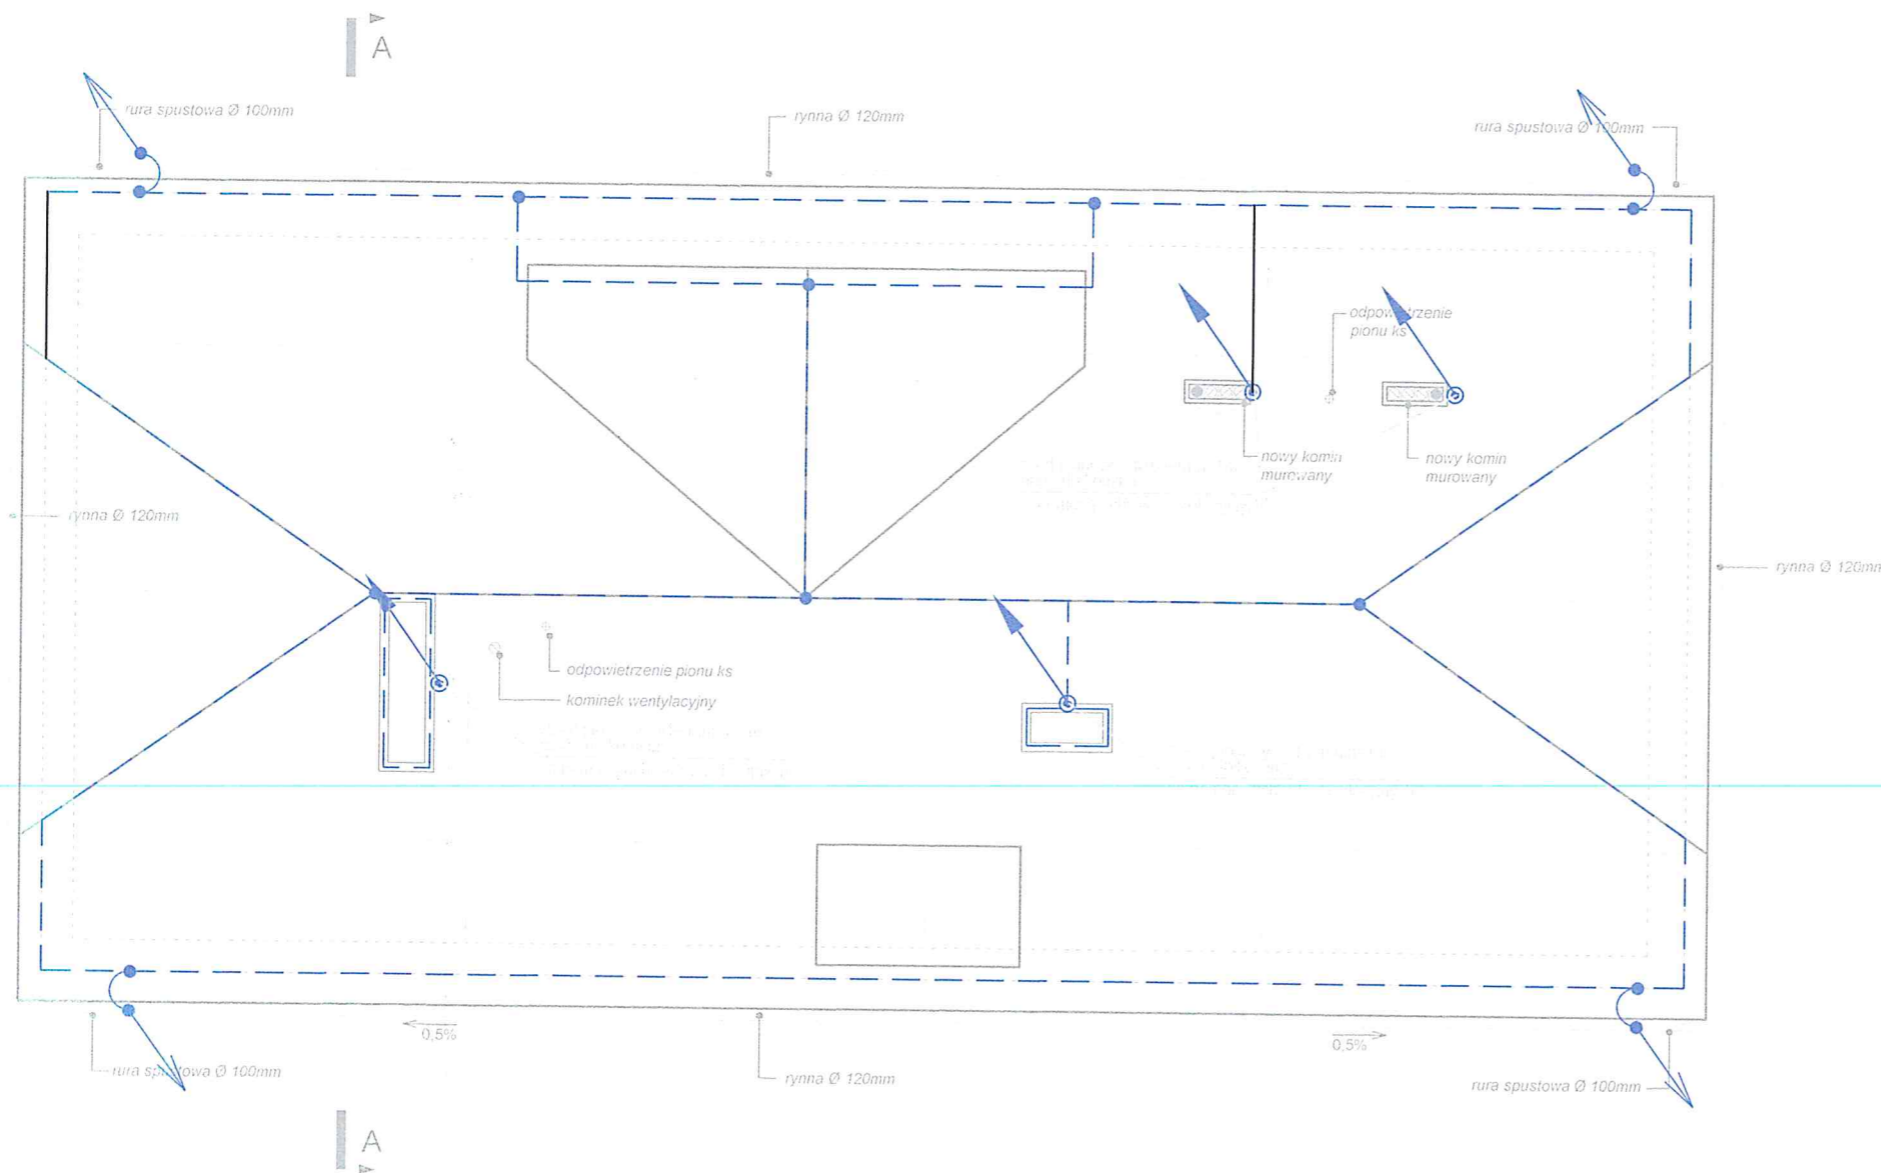 A
rura spustowa Ø 100mm
rynna Ø 120mm
rura spustowa Ø 100mm
odpowietrzenie
pionu ks
nowy komin
murowany
nowy komin
murowany
rynna Ø 120mm
rynna Ø 120mm
odpowietrzenie pionu ks
kominek wentylacyjny
0,5%
0,5%
rura spustowa Ø 100mm
rynna Ø 120mm
rura spustowa Ø 100mm
A